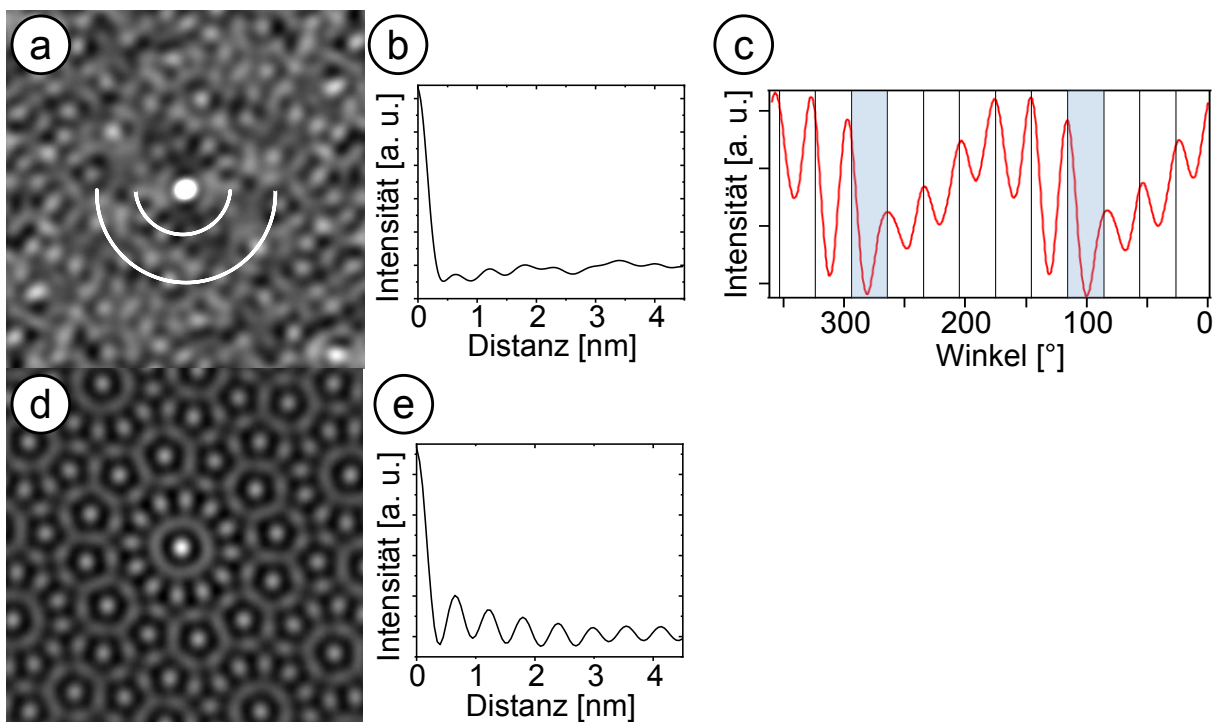 a
b
c
Intensität [a. u.]
0 1 2 3 4
Distanz [nm]
Intensität [a. u.]
300 200 100 0
Winkel [°]
d
e
Intensität [a. u.]
0 1 2 3 4
Distanz [nm]